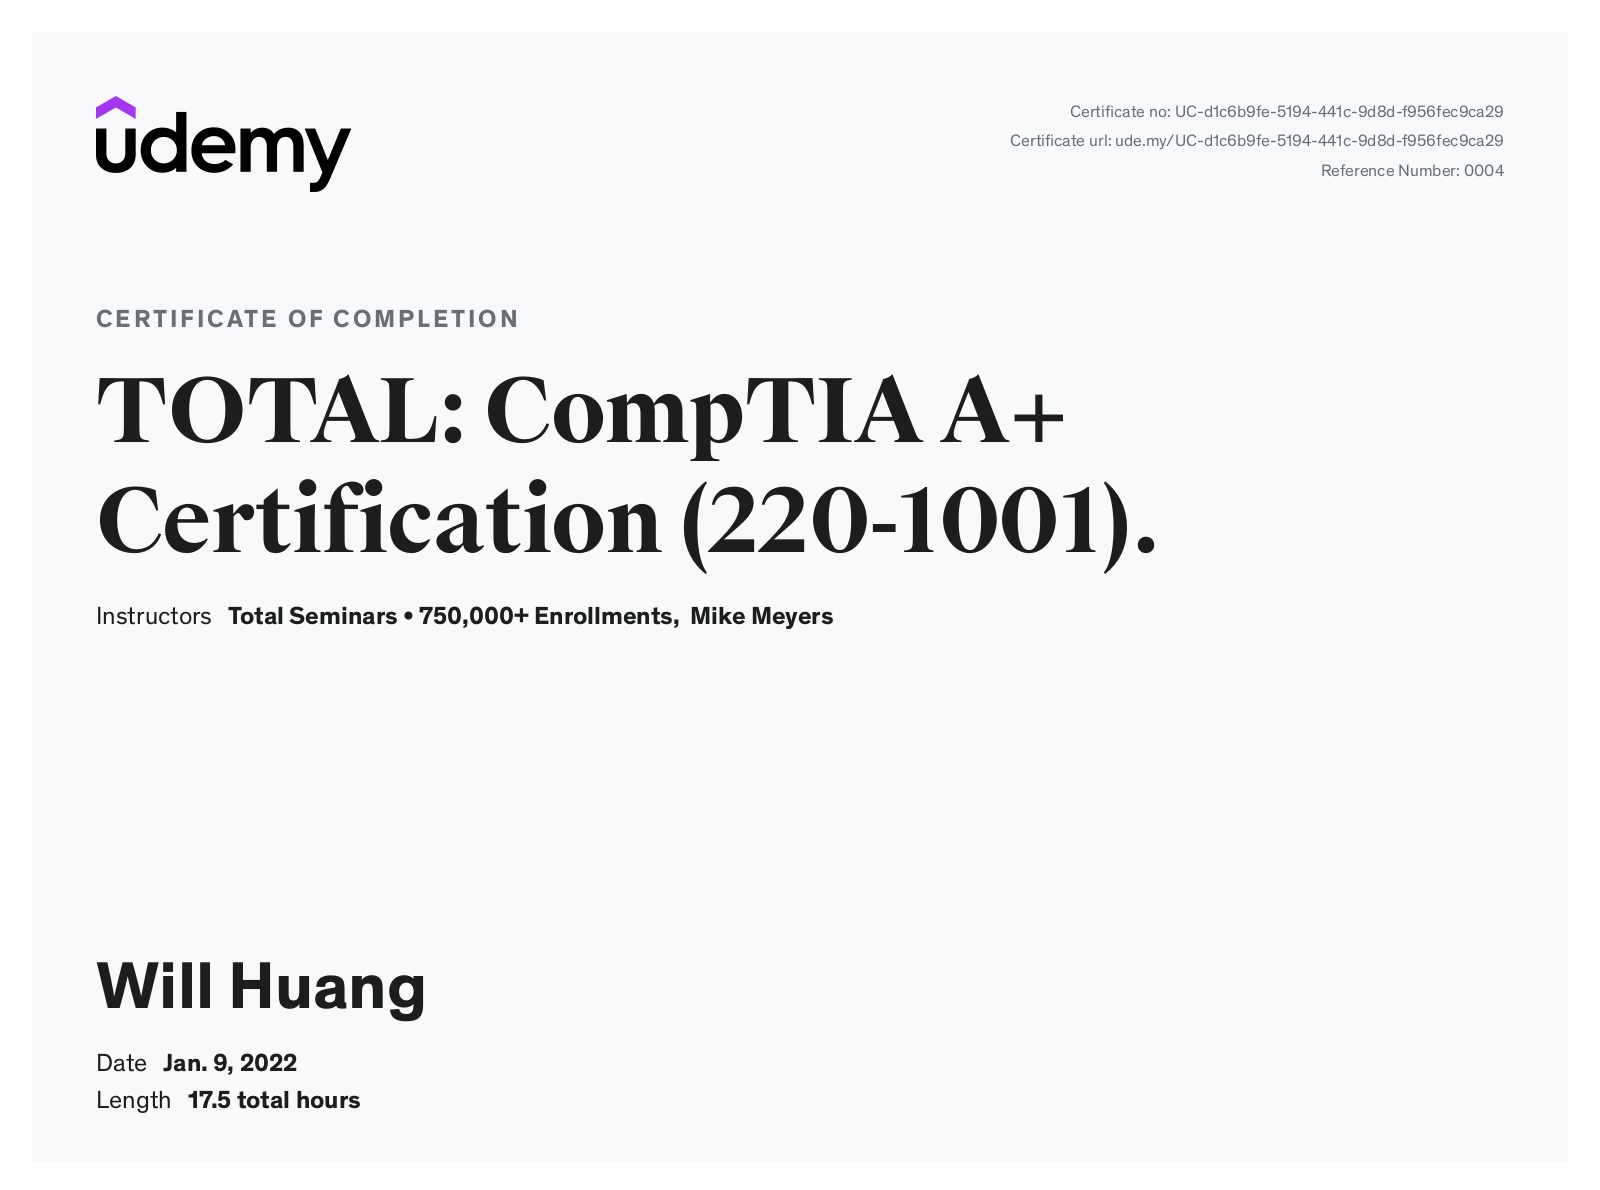 udemy
Certificate no: UC-d1c6b9fe-5194-441c-9d8d-f956fec9ca29
Certificate url: ude.my/UC-d1c6b9fe-5194-441c-9d8d-f956fec9ca29
Reference Number: 0004
CERTIFICATE OF COMPLETION
TOTAL: CompTIA A+
Certification (220-1001).
Instructors Total Seminars • 750,000+ Enrollments, Mike Meyers
Will Huang
Date Jan. 9, 2022
Length 17.5 total hours